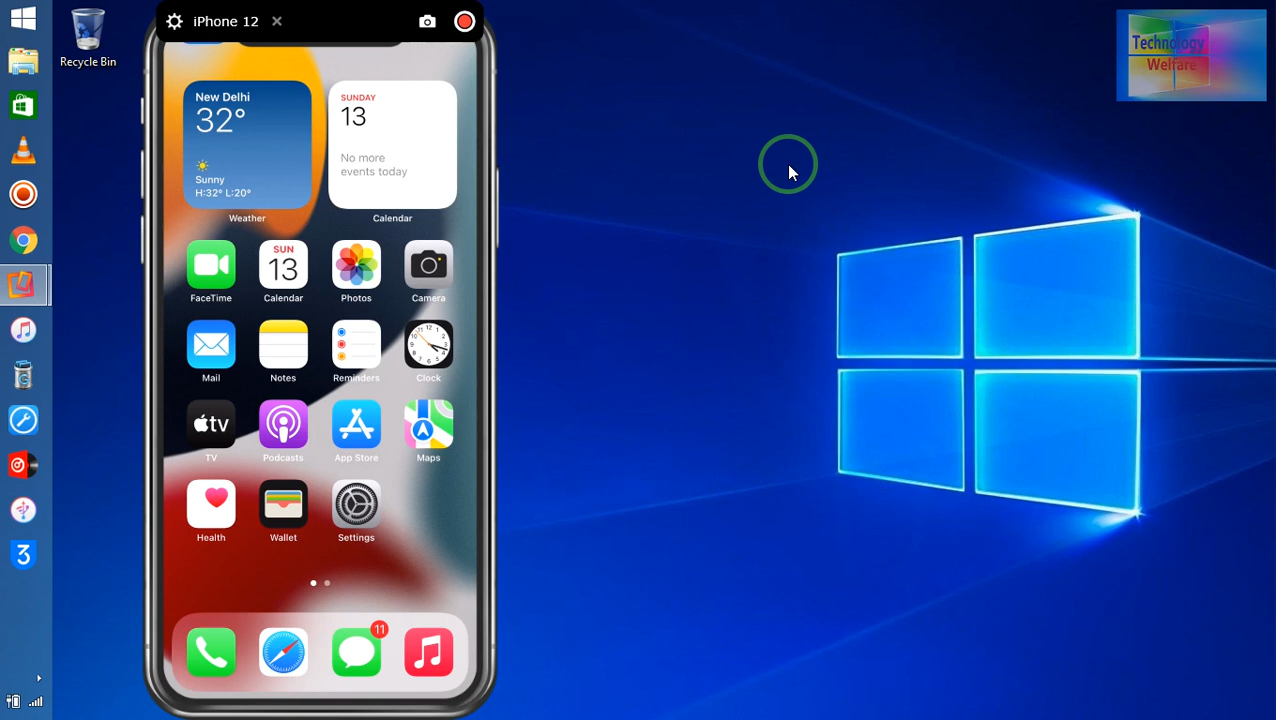 iPhone 12
Recycle Bin
Technology
Welfare
New Delhi
32°
Sunny
H:32° L:20°
Weather
SUNDAY
13
No more
events today
Calendar
FaceTime
SUN
13
Calendar
Photos
Camera
Mail
Notes
Reminders
Clock
tv
TV
Podcasts
App Store
Maps
Health
Wallet
Settings
11
3